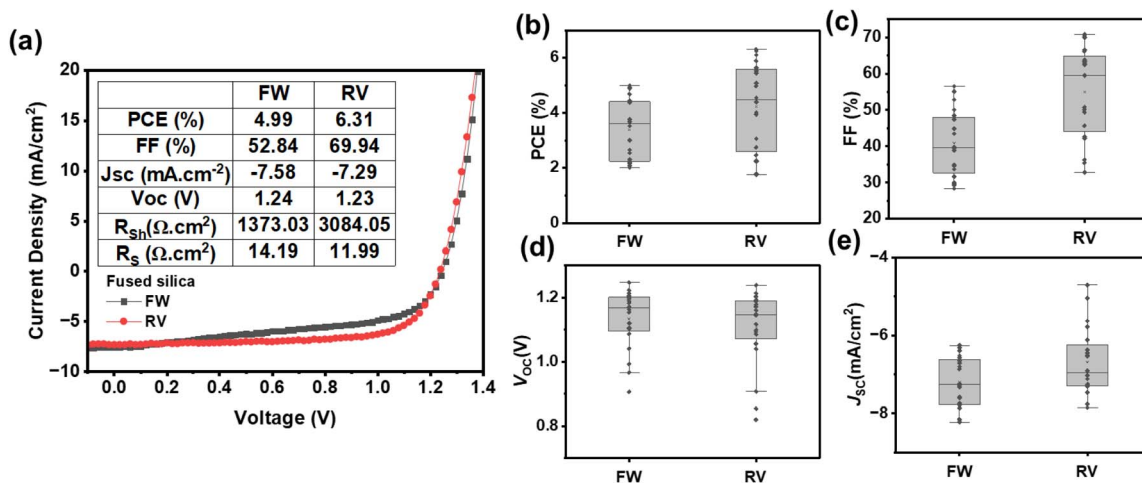 (a)
Current Density (mA/cm²)
20
15
10
5
0
−5
−10
FW RV
PCE (%) 4.99 6.31
FF (%) 52.84 69.94
Jsc (mA.cm⁻²) -7.58 -7.29
Voc (V) 1.24 1.23
R_Sh(Ω.cm²) 1373.03 3084.05
R_S (Ω.cm²) 14.19 11.99
Fused silica
FW
RV
0.0 0.2 0.4 0.6 0.8 1.0 1.2 1.4
Voltage (V)
(b)
PCE (%)
6
4
2
0
FW RV
(c)
FF (%)
70
60
50
40
30
20
FW RV
(d)
V_OC(V)
1.2
1.0
0.8
FW RV
(e)
J_SC(mA/cm²)
−4
−6
−8
FW RV